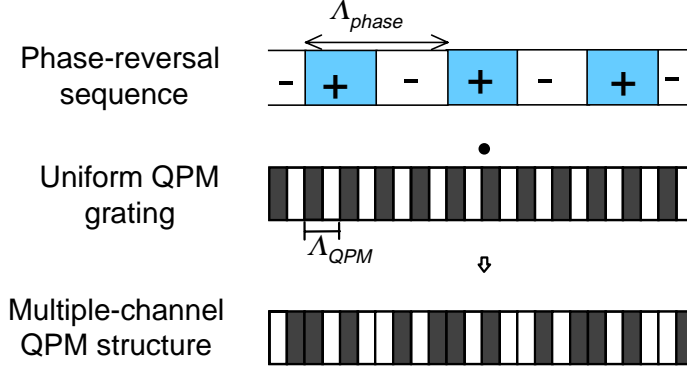 Λphase
Phase-reversal
sequence
- + - + - + -
•
Uniform QPM
grating
ΛQPM
Multiple-channel
QPM structure